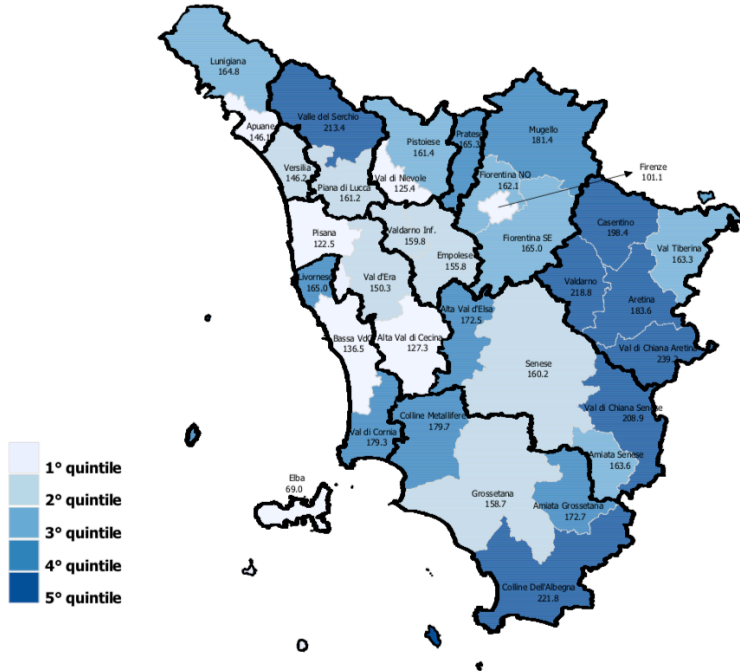 Lunigiana
164.8
Apuane
146.1
Valle del Serchio
213.4
Versilia
146.2
Piana di Lucca
161.2
Pistoiese
161.4
Val di Nievole
125.4
Pratese
165.3
Mugello
181.4
Firenze
101.1
Fiorentina NO
162.1
Fiorentina SE
165.0
Casentino
198.4
Val Tiberina
163.3
Pisana
122.5
Valdarno Inf.
159.8
Empolese
155.8
Livornese
165.0
Val d'Era
150.3
Valdarno
218.8
Aretina
183.6
Alta Val d'Elsa
172.5
Bassa VdC
136.5
Alta Val di Cecina
127.3
Val di Chiana Aretina
239.
Senese
160.2
Val di Chiana Senese
208.9
Val di Cornia
179.3
Colline Metallifere
179.7
Amiata Senese
163.6
Elba
69.0
Grossetana
158.7
Amiata Grossetana
172.7
Colline Dell'Albegna
221.8
1° quintile
2° quintile
3° quintile
4° quintile
5° quintile